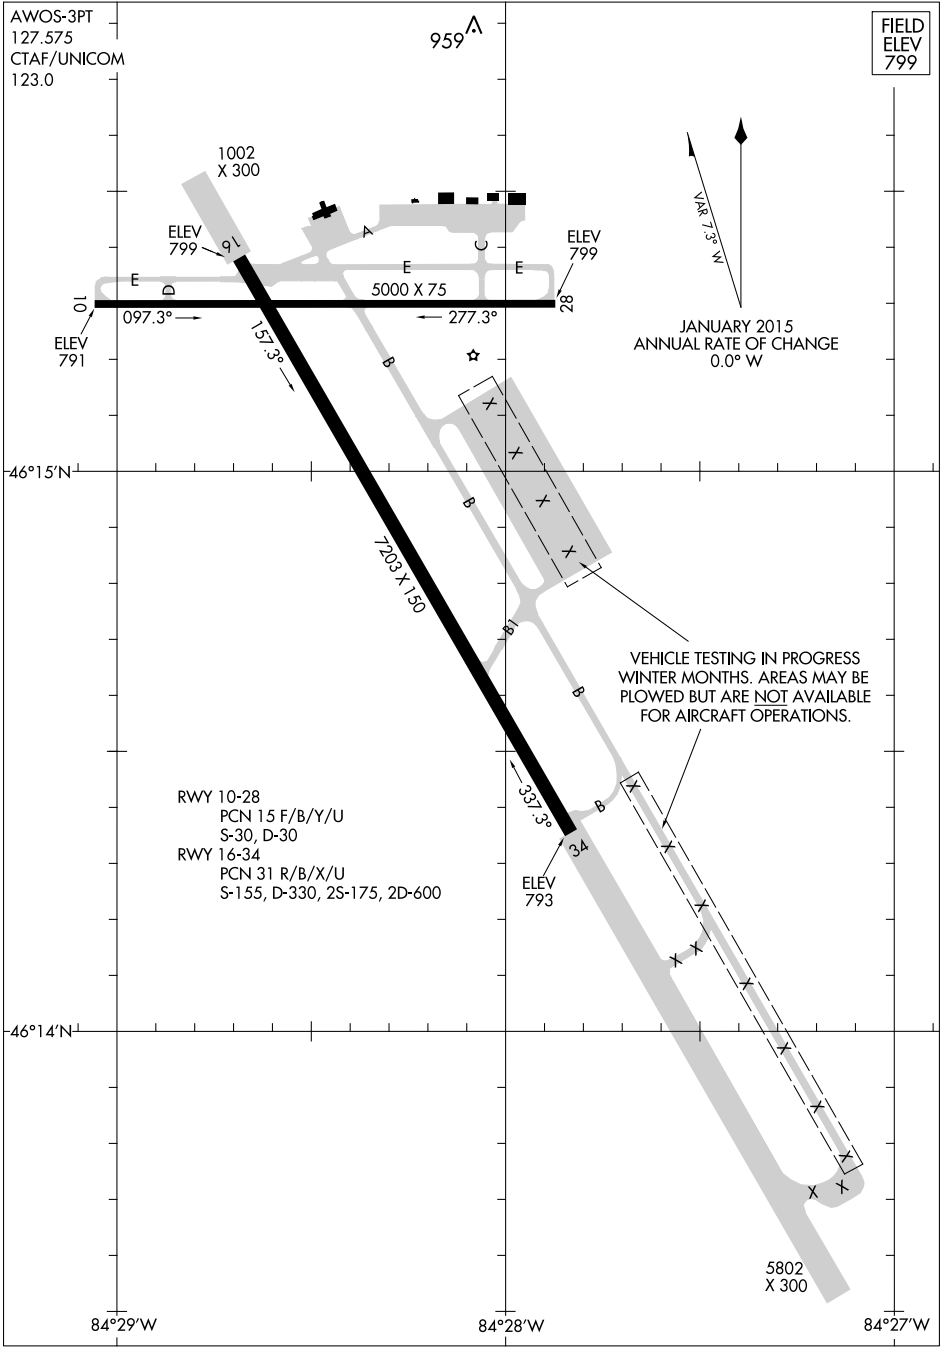 AWOS-3PT
127.575
CTAF/UNICOM
123.0
959
FIELD
ELEV
799
1002
X 300
VAR 7.3° W
JANUARY 2015
ANNUAL RATE OF CHANGE
0.0° W
ELEV
799
16
A
C
ELEV
799
E
E
E
D
10
5000 X 75
28
097.3°
277.3°
ELEV
791
157.3°
B
X
X
46°15'N
B
X
X
7203 X 150
B1
VEHICLE TESTING IN PROGRESS
WINTER MONTHS. AREAS MAY BE
PLOWED BUT ARE NOT AVAILABLE
FOR AIRCRAFT OPERATIONS.
B
337.3°
B
X
34
X
RWY 10-28
PCN 15 F/B/Y/U
S-30, D-30
RWY 16-34
PCN 31 R/B/X/U
S-155, D-330, 2S-175, 2D-600
ELEV
793
X
X
X
X
46°14'N
X
X
X
X
X
5802
X 300
84°29'W
84°28'W
84°27'W